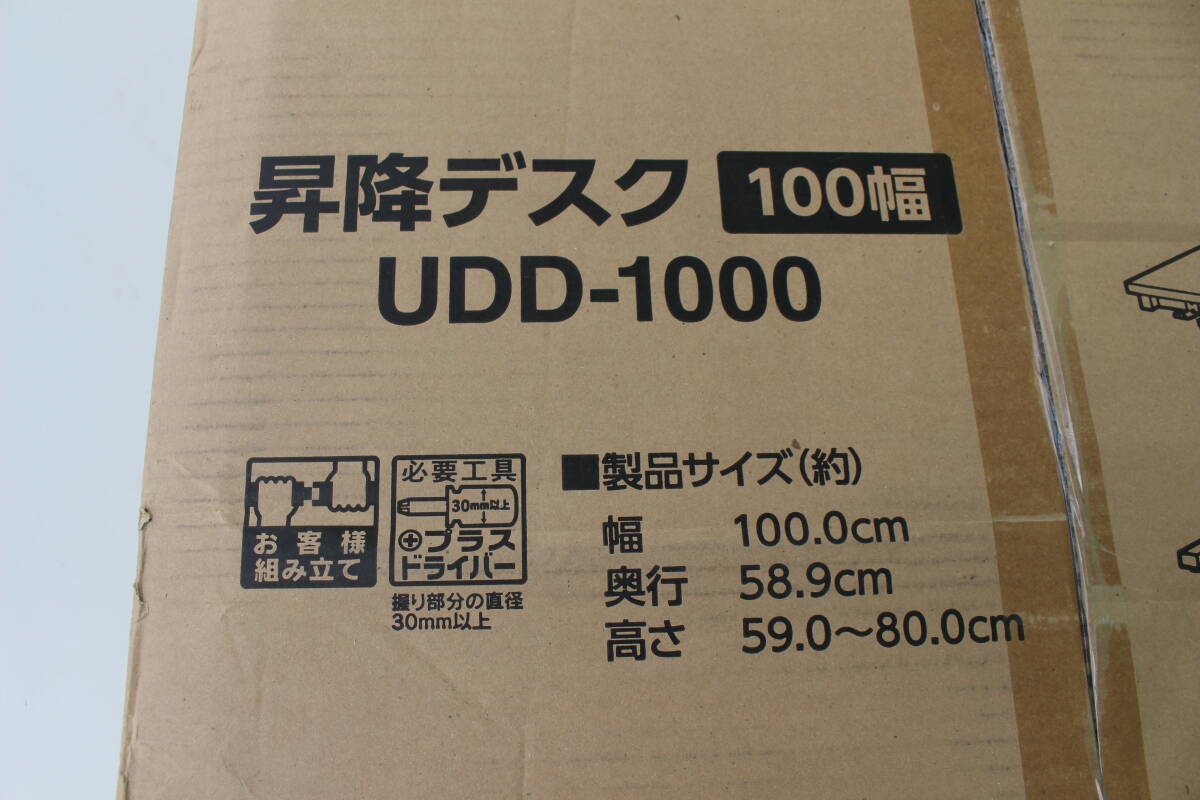 昇降デスク 100幅
UDD-1000
お客様
組み立て
必要工具
30mm以上
プラス
ドライバー
握り部分の直径
30mm以上
■製品サイズ(約)
幅 100.0cm
奥行 58.9cm
高さ 59.0～80.0cm